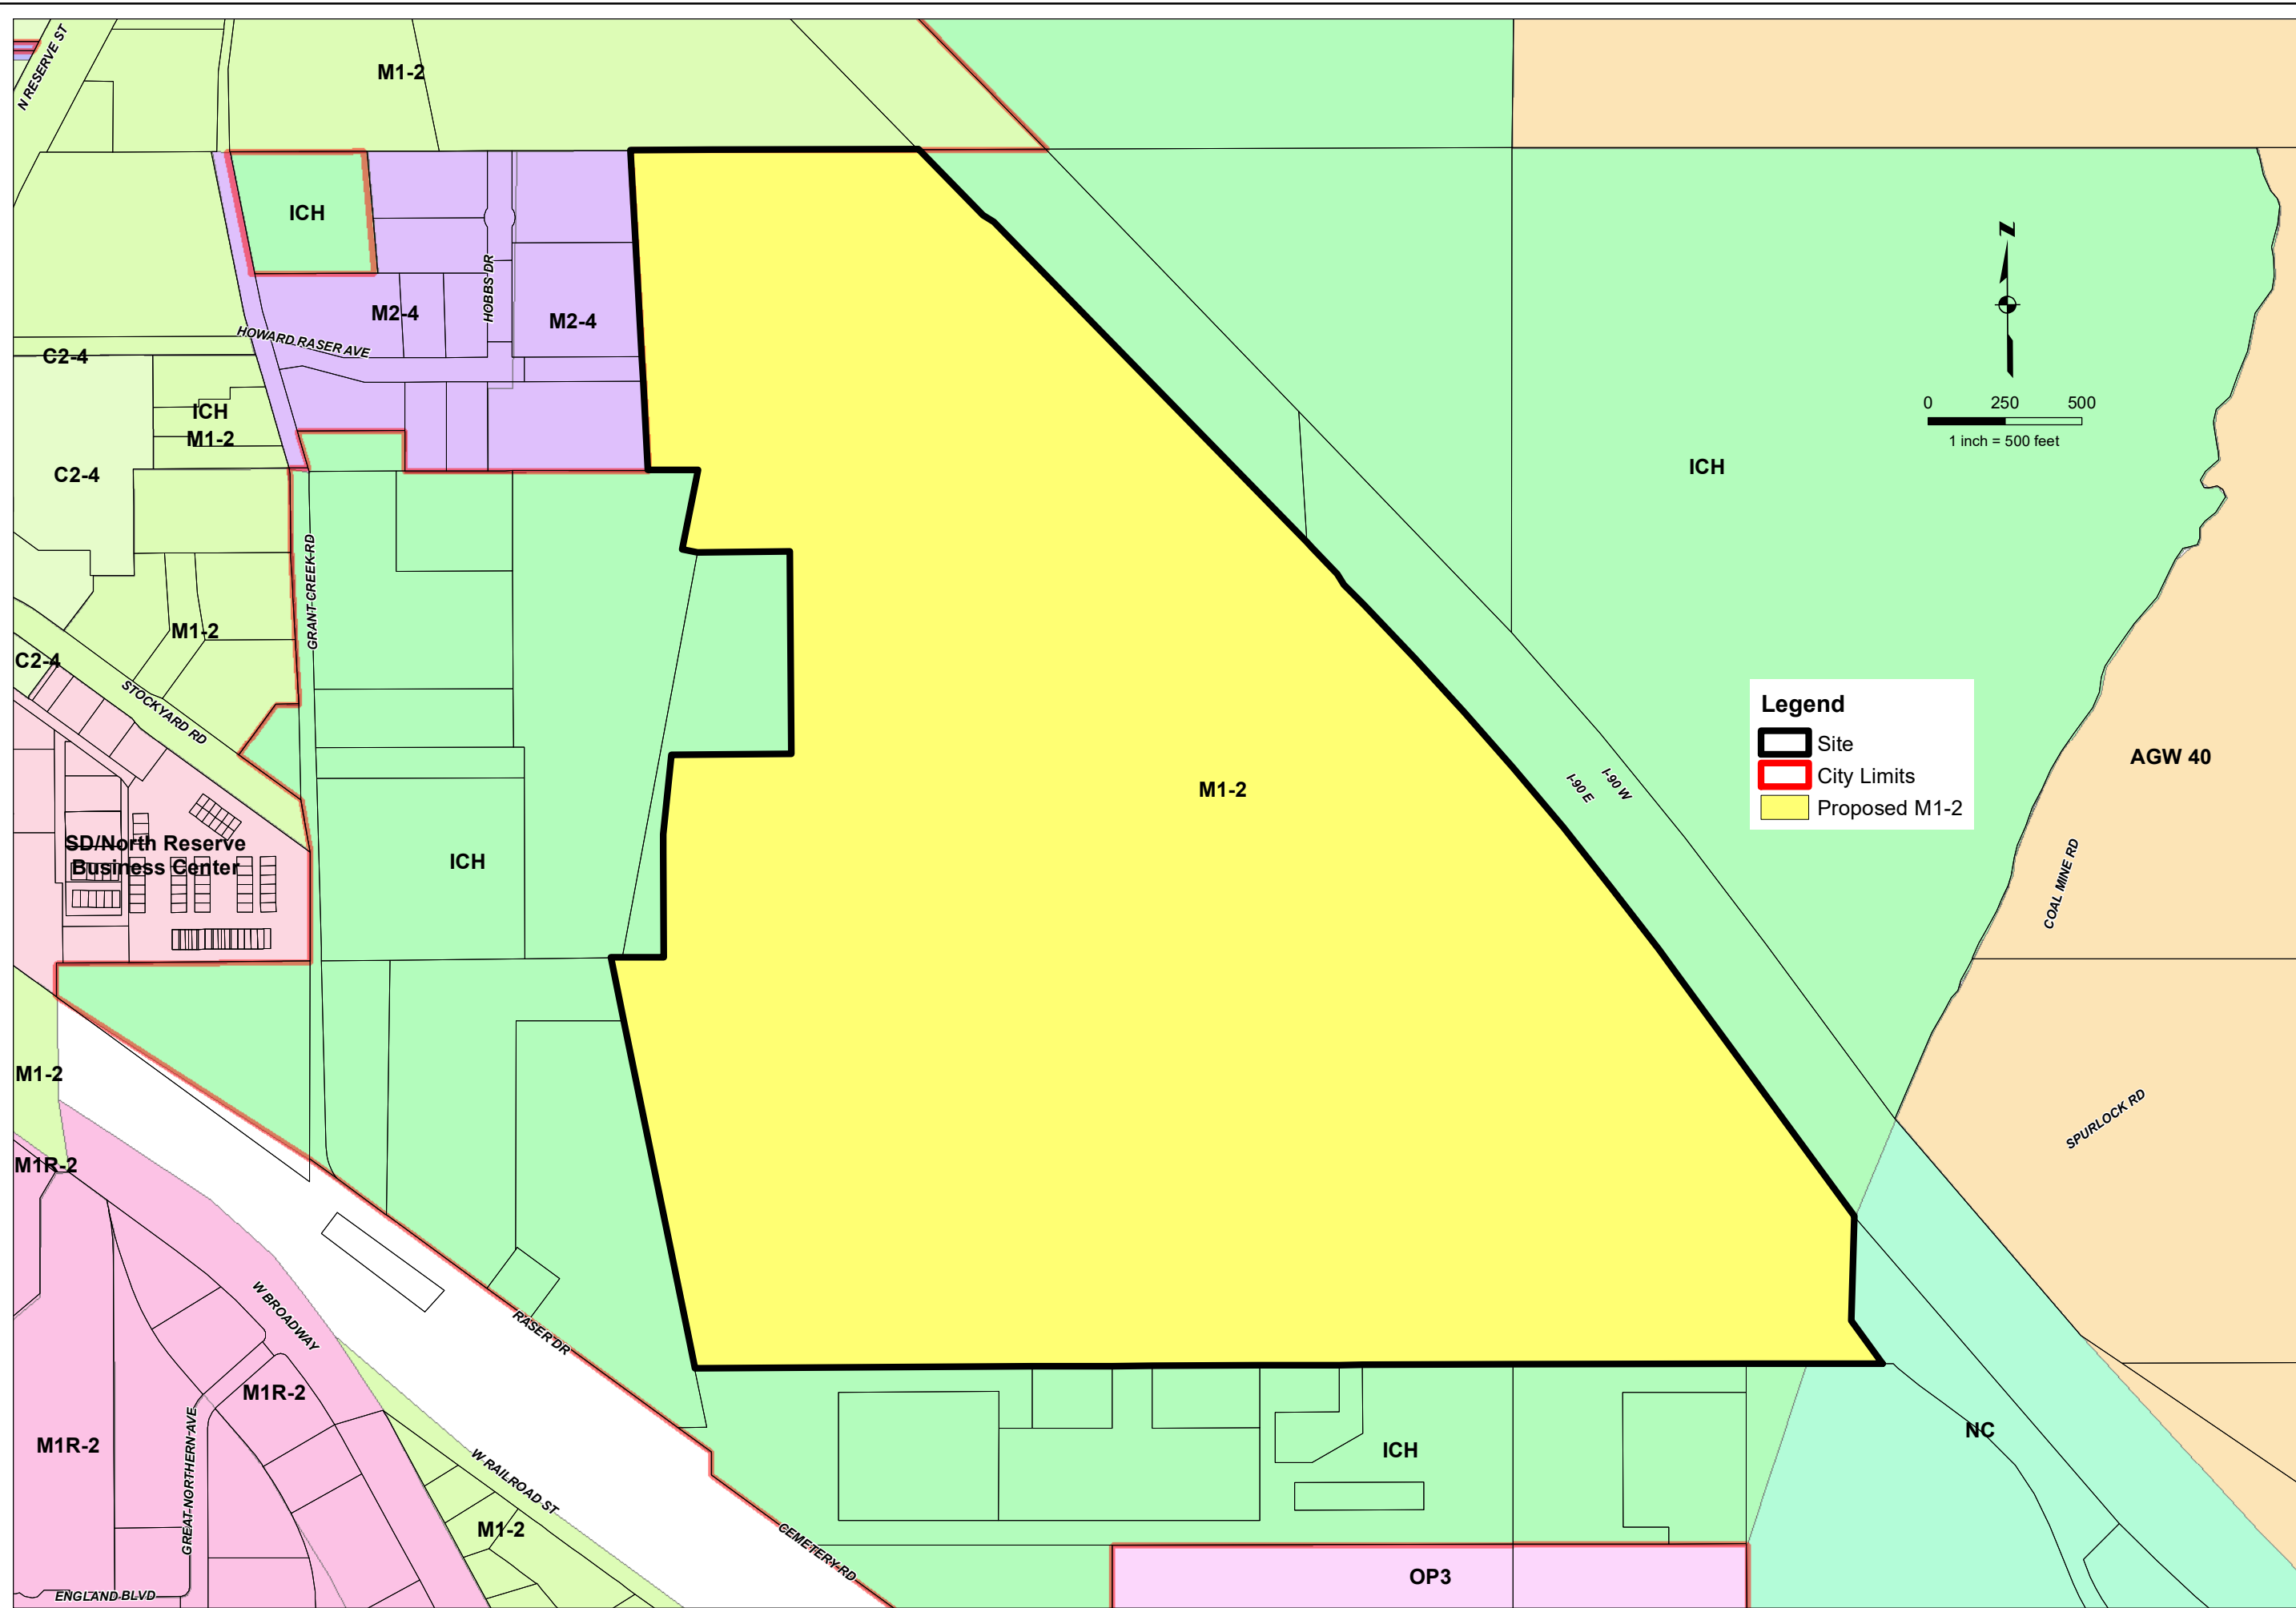 N RESERVE ST
M1-2
ICH
HOBBS DR
M2-4
M2-4
HOWARD RASER AVE
C2-4
ICH
M1-2
C2-4
GRANT CREEK RD
M1-2
C2-4
STOCKYARD RD
SD/North Reserve
Business Center
ICH
M1-2
I-90 E
I-90 W
ICH
Z
0 250 500
1 inch = 500 feet
Legend
Site
City Limits
Proposed M1-2
AGW 40
COAL MINE RD
SPURLOCK RD
M1-2
M1R-2
W BROADWAY
RASER DR
M1R-2
M1R-2
GREAT NORTHERN AVE
W RAILROAD ST
M1-2
ENGLAND BLVD
CEMETERY RD
ICH
NC
OP3